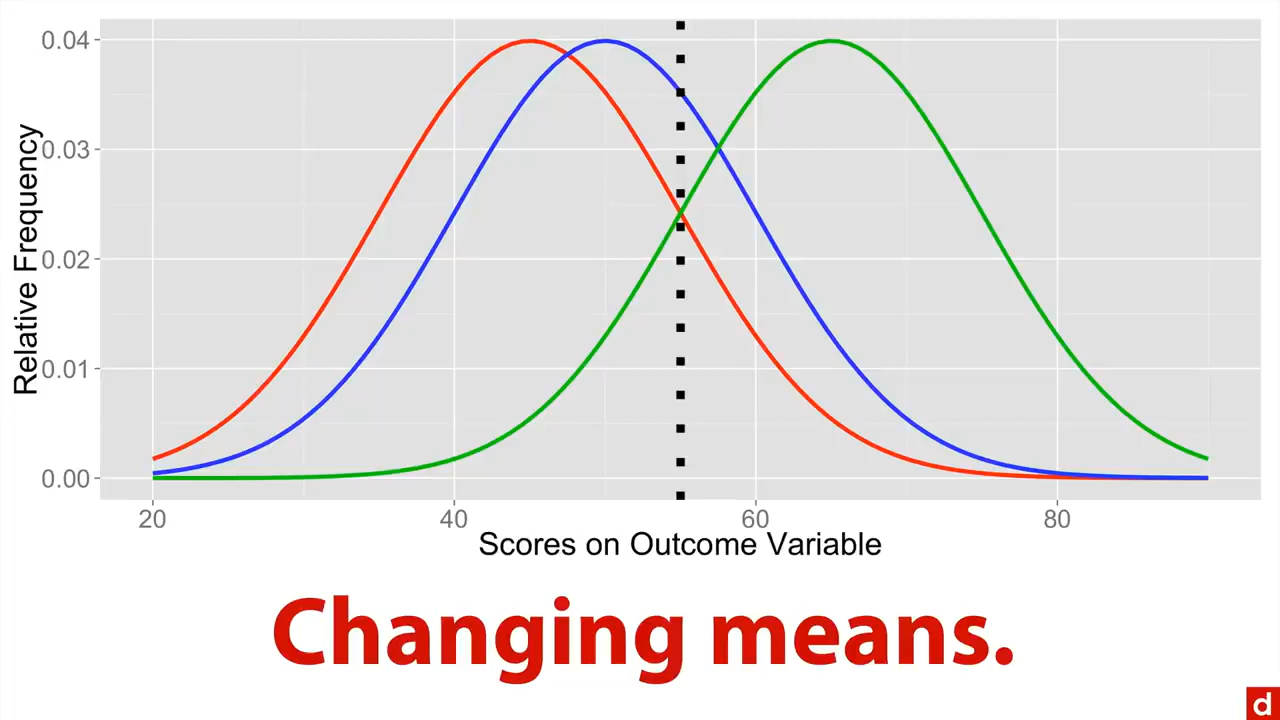 0.04
0.03
0.02
0.01
0.00
Relative Frequency
20 40 60 80
Scores on Outcome Variable
Changing means.
d